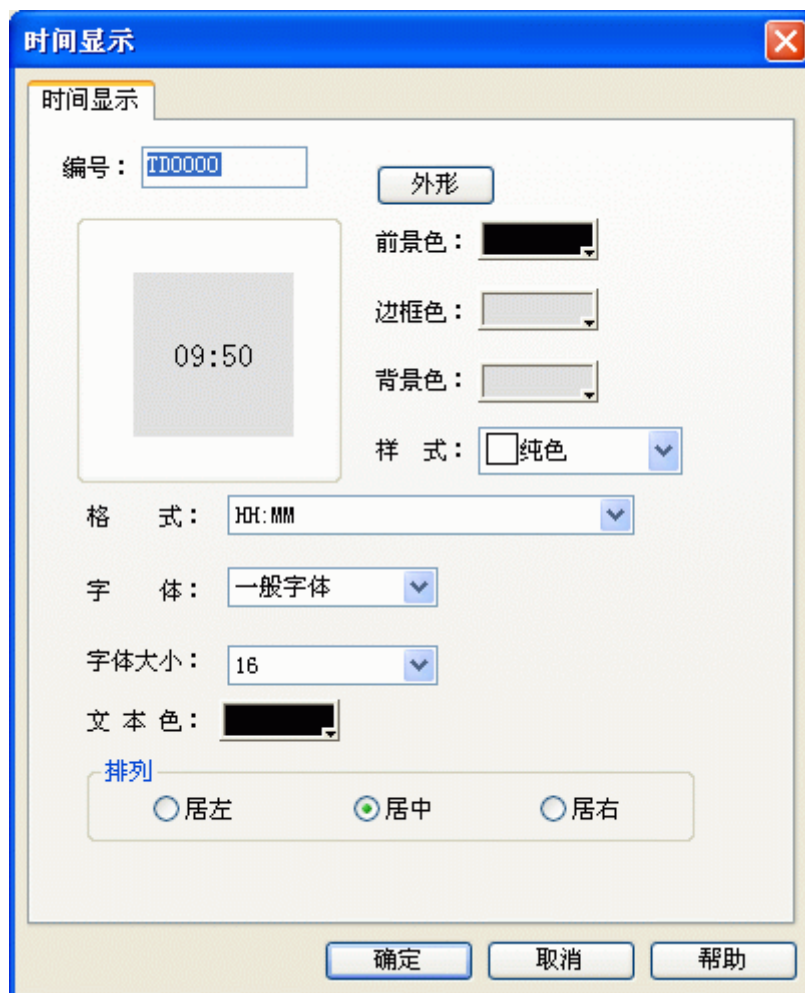 时间显示
时间显示
编号： TD0000
外形
前景色：
09:50
边框色：
背景色：
样 式： 纯色
格 式： HH:MM
字 体： 一般字体
字体大小： 16
文 本 色：
排列
居左 居中 居右
确定 取消 帮助